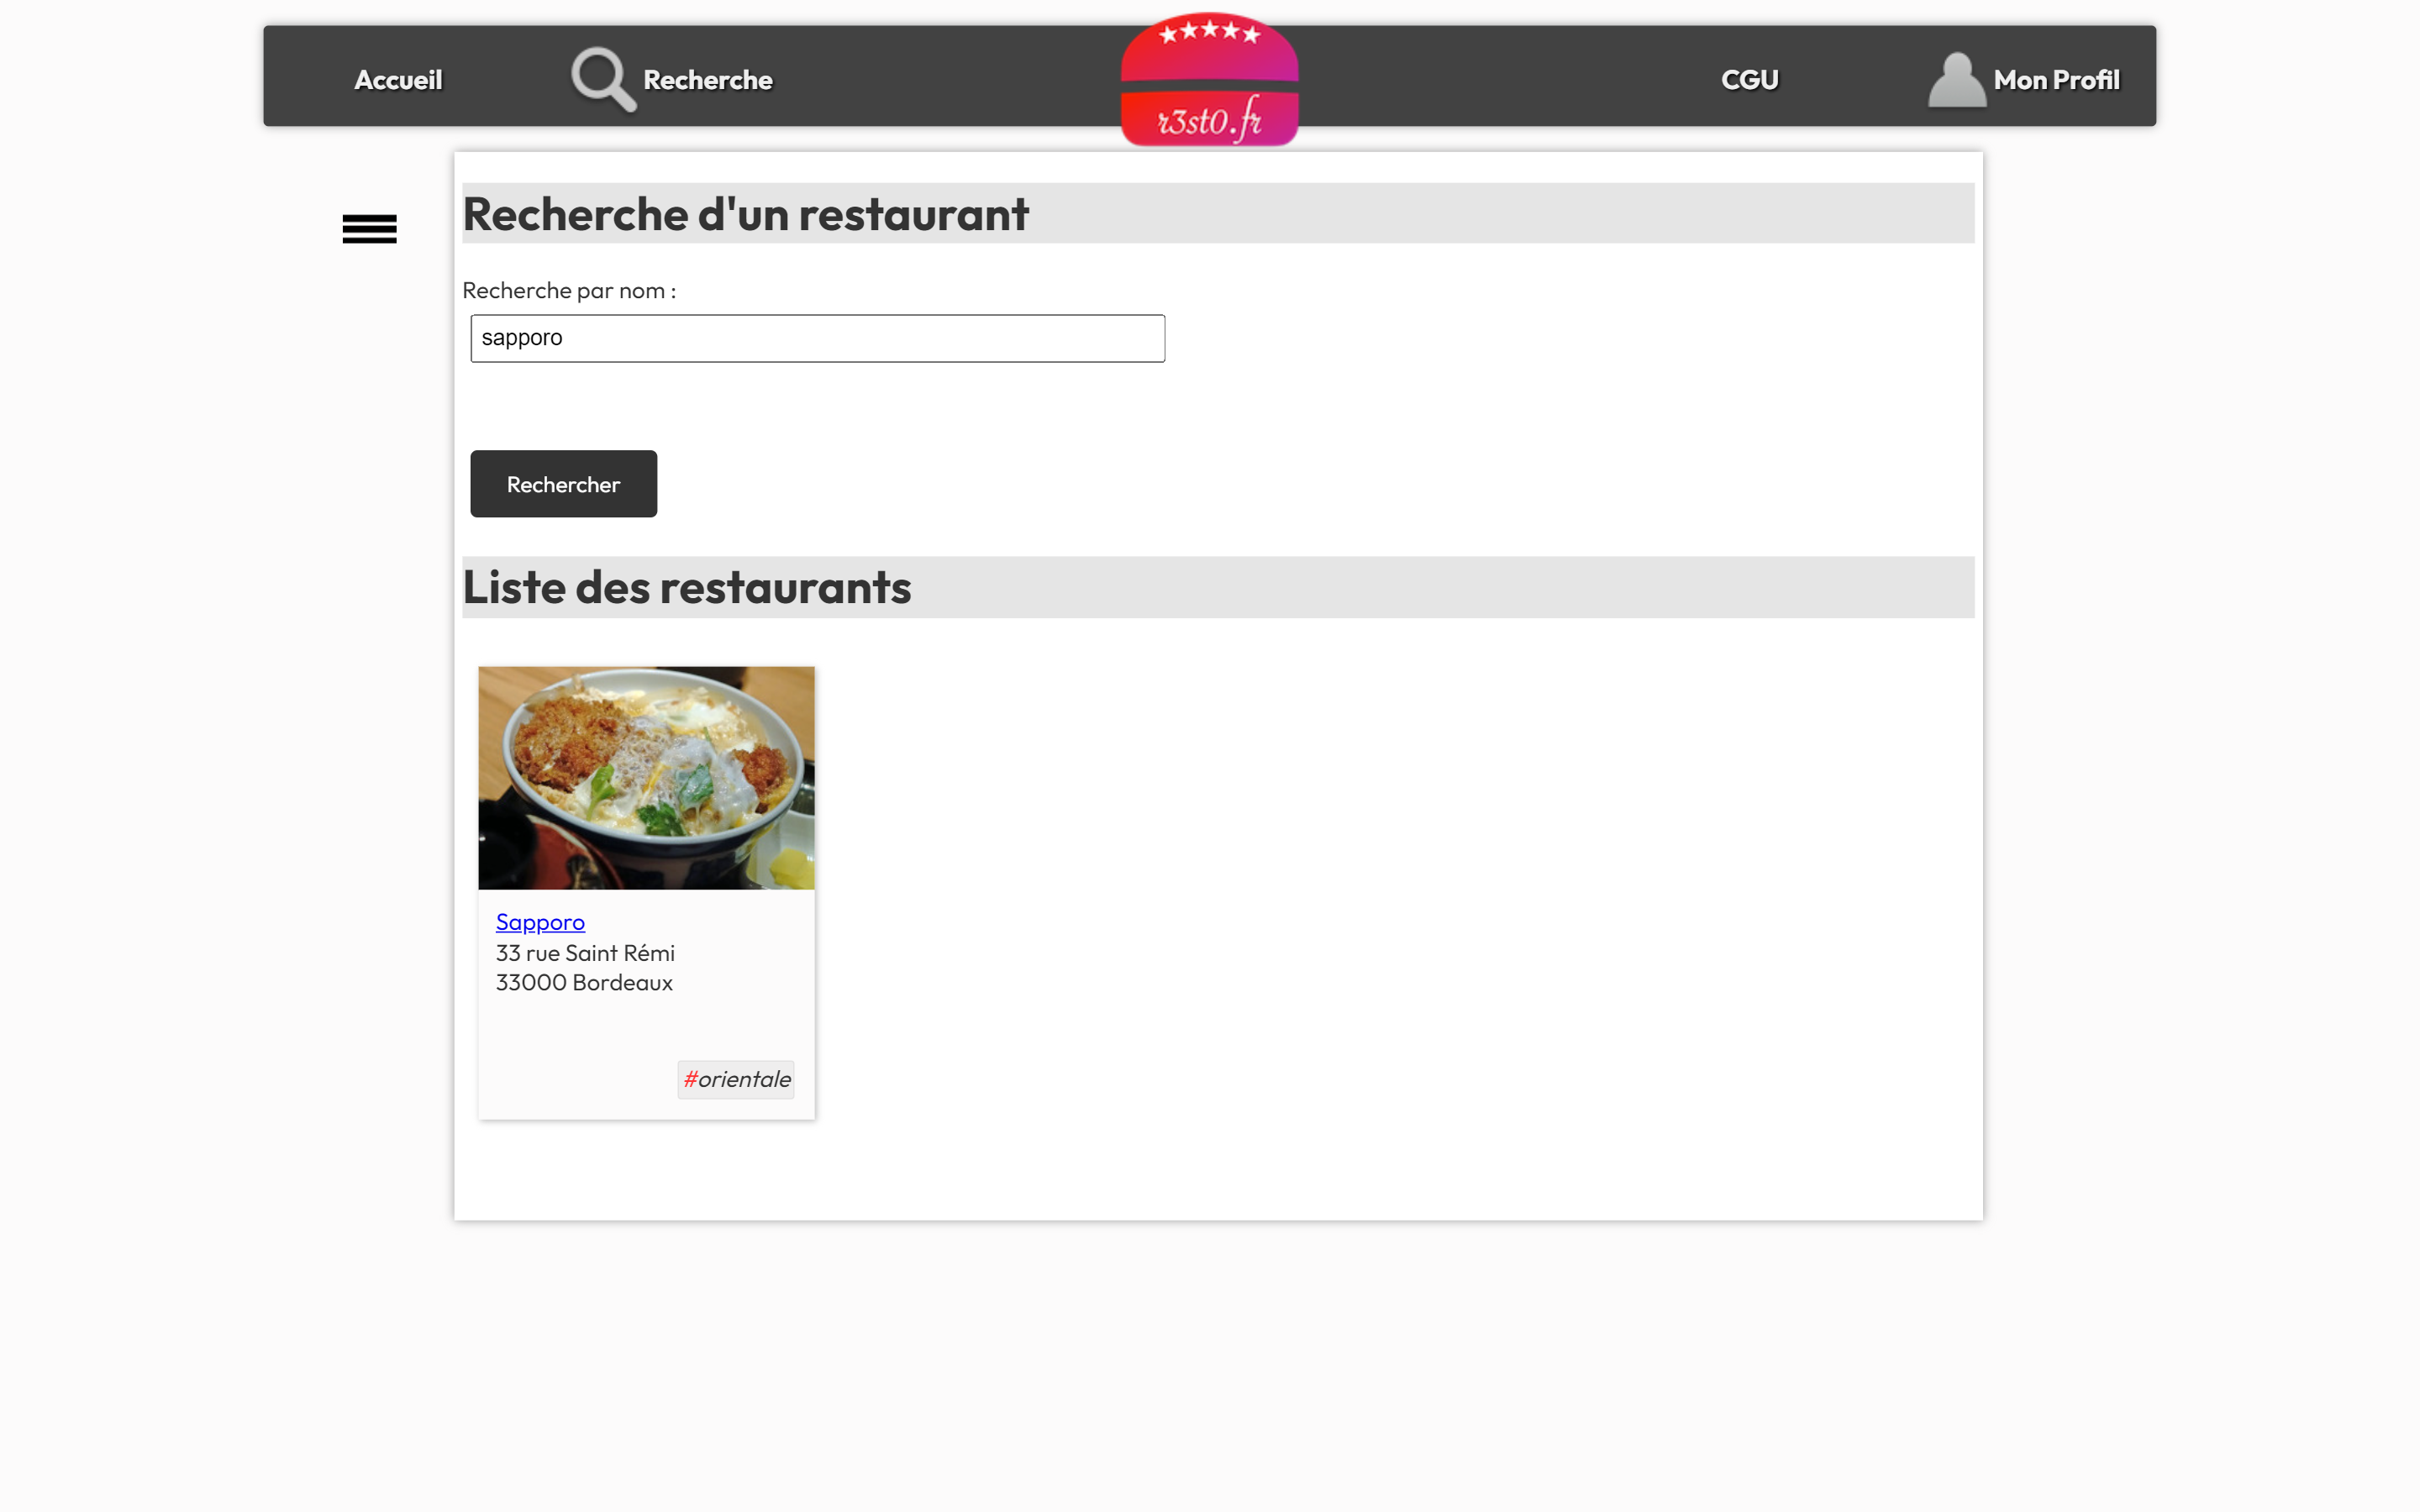 Accueil
Recherche
r3st0.fr
CGU
Mon Profil
Recherche d'un restaurant
Recherche par nom :
sapporo
Rechercher
Liste des restaurants
Sapporo
33 rue Saint Rémi
33000 Bordeaux
#orientale